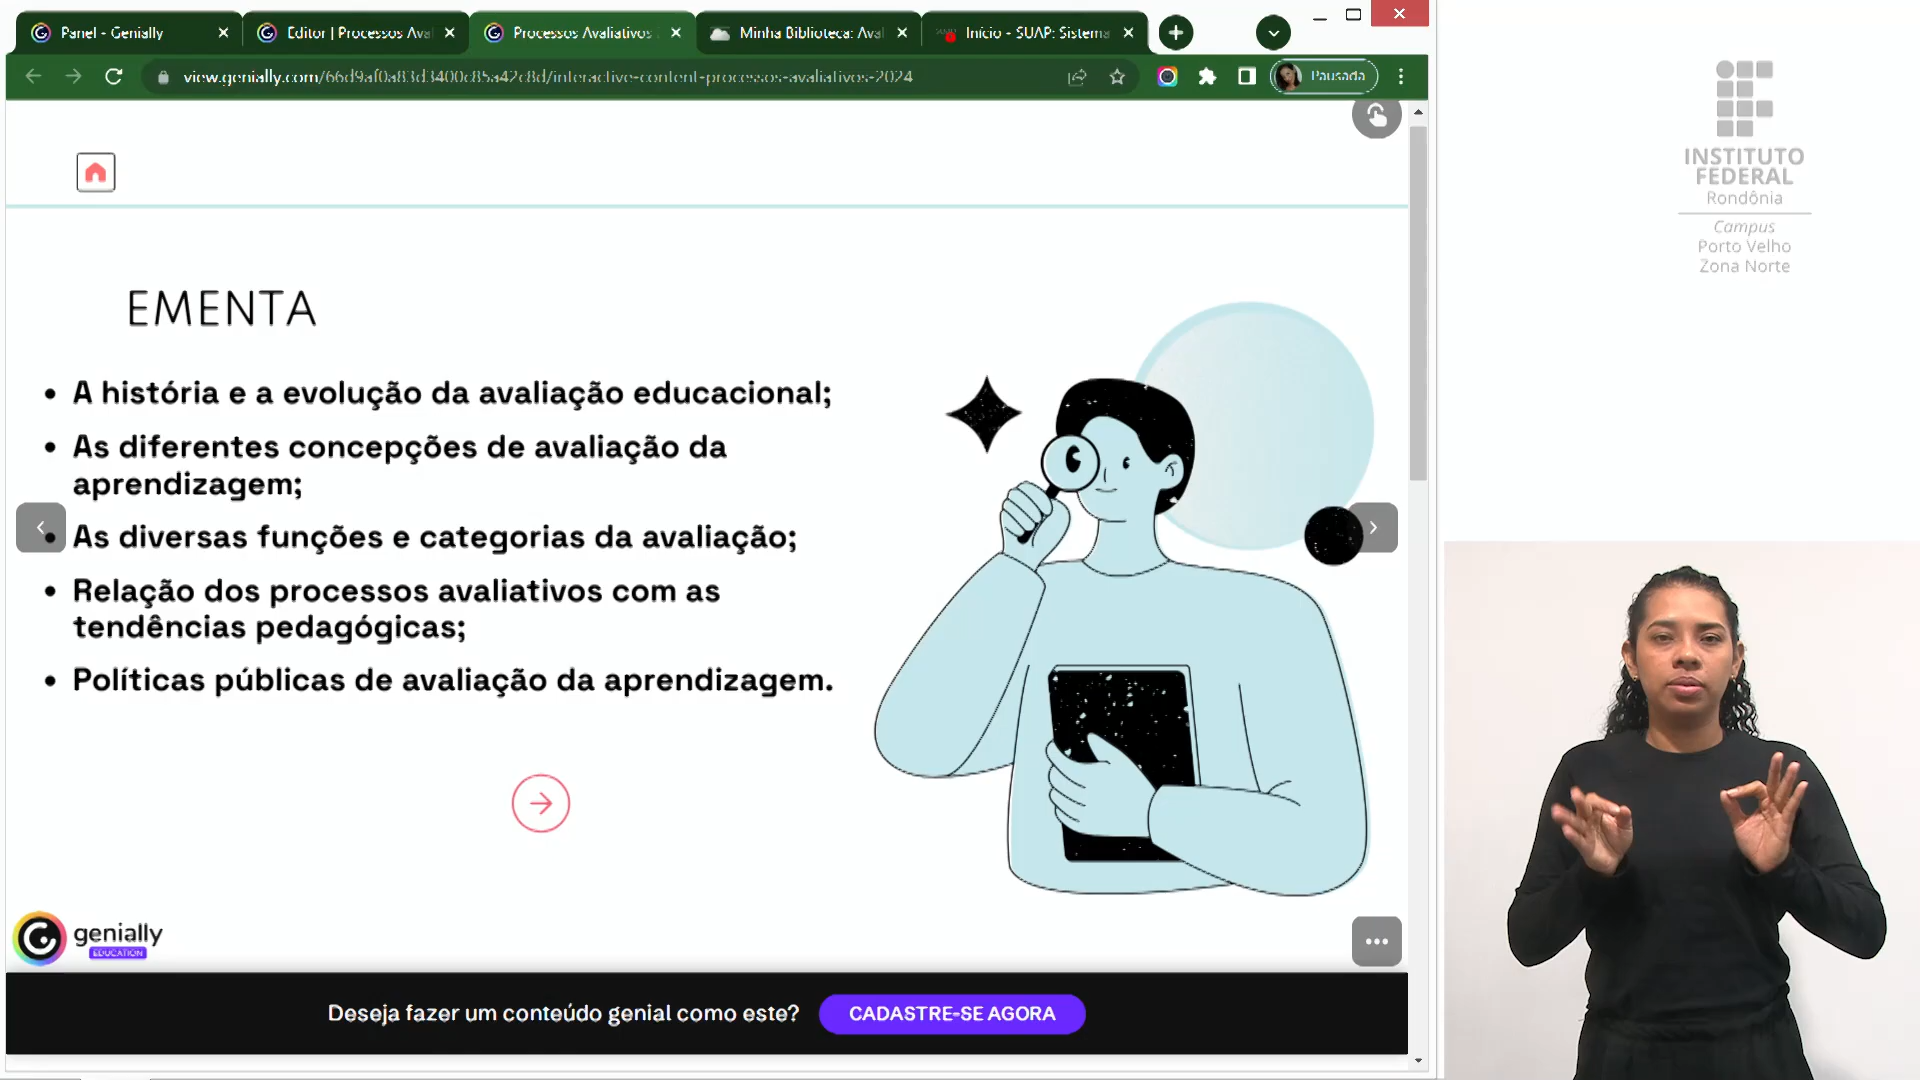 Panel - Genially
Editor | Processos Aval
Processos Avaliativos
Minha Biblioteca: Aval
Início - SUAP: Sistema
view.genially.com/66d9af0a83d3400c85a42c8d/interactive-content-processos-avaliativos-2024
Pausada
EMENTA
• A história e a evolução da avaliação educacional;
• As diferentes concepções de avaliação da
aprendizagem;
• As diversas funções e categorias da avaliação;
• Relação dos processos avaliativos com as
tendências pedagógicas;
• Políticas públicas de avaliação da aprendizagem.
genially
EDUCATION
Deseja fazer um conteúdo genial como este?
CADASTRE-SE AGORA
INSTITUTO
FEDERAL
Rondônia
Campus
Porto Velho
Zona Norte